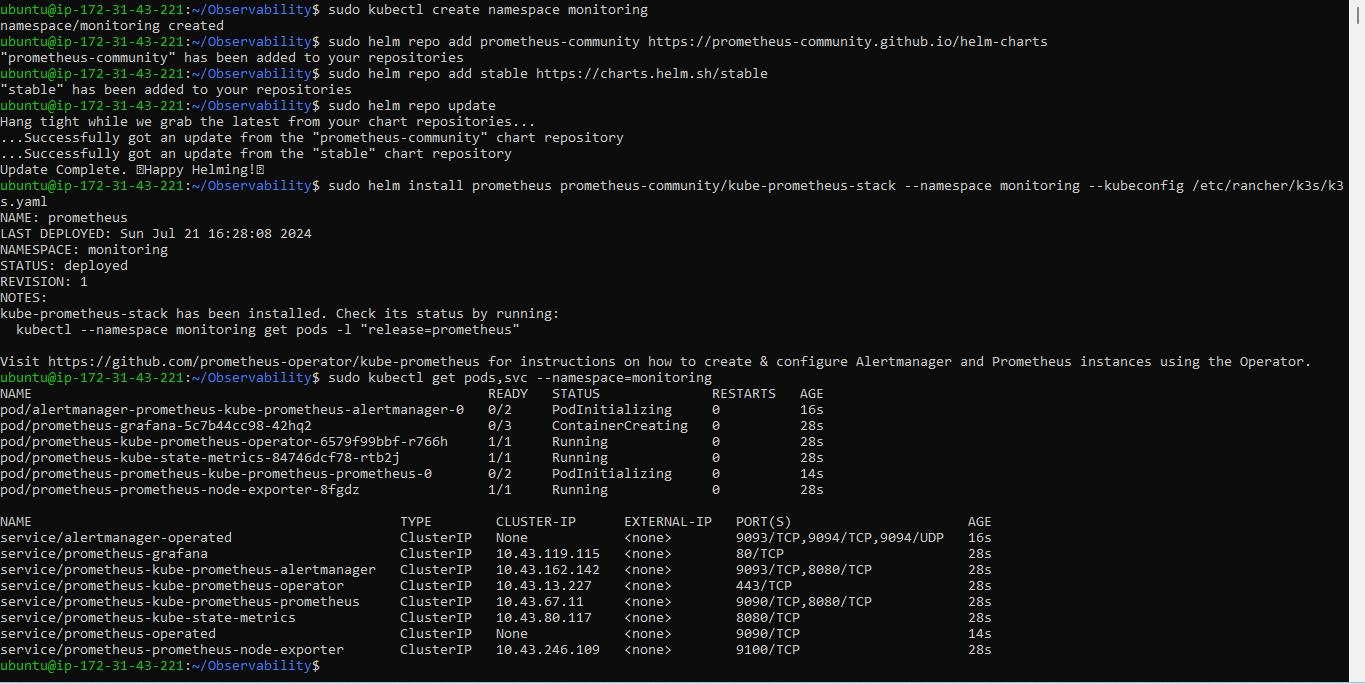 ubuntu@ip-172-31-43-221:~/Observability$ sudo kubectl create namespace monitoring
namespace/monitoring created
ubuntu@ip-172-31-43-221:~/Observability$ sudo helm repo add prometheus-community https://prometheus-community.github.io/helm-charts
"prometheus-community" has been added to your repositories
ubuntu@ip-172-31-43-221:~/Observability$ sudo helm repo add stable https://charts.helm.sh/stable
"stable" has been added to your repositories
ubuntu@ip-172-31-43-221:~/Observability$ sudo helm repo update
Hang tight while we grab the latest from your chart repositories...
...Successfully got an update from the "prometheus-community" chart repository
...Successfully got an update from the "stable" chart repository
Update Complete. ⍰Happy Helming!⍰
ubuntu@ip-172-31-43-221:~/Observability$ sudo helm install prometheus prometheus-community/kube-prometheus-stack --namespace monitoring --kubeconfig /etc/rancher/k3s/k3
s.yaml
NAME: prometheus
LAST DEPLOYED: Sun Jul 21 16:28:08 2024
NAMESPACE: monitoring
STATUS: deployed
REVISION: 1
NOTES:
kube-prometheus-stack has been installed. Check its status by running:
  kubectl --namespace monitoring get pods -l "release=prometheus"

Visit https://github.com/prometheus-operator/kube-prometheus for instructions on how to create & configure Alertmanager and Prometheus instances using the Operator.
ubuntu@ip-172-31-43-221:~/Observability$ sudo kubectl get pods,svc --namespace=monitoring
NAME                                                         READY   STATUS              RESTARTS   AGE
pod/alertmanager-prometheus-kube-prometheus-alertmanager-0   0/2     PodInitializing     0          16s
pod/prometheus-grafana-5c7b44cc98-42hq2                      0/3     ContainerCreating   0          28s
pod/prometheus-kube-prometheus-operator-6579f99bbf-r766h     1/1     Running             0          28s
pod/prometheus-kube-state-metrics-84746dcf78-rtb2j           1/1     Running             0          28s
pod/prometheus-prometheus-kube-prometheus-prometheus-0       0/2     PodInitializing     0          14s
pod/prometheus-prometheus-node-exporter-8fgdz                1/1     Running             0          28s

NAME                                              TYPE        CLUSTER-IP      EXTERNAL-IP   PORT(S)                      AGE
service/alertmanager-operated                     ClusterIP   None            <none>        9093/TCP,9094/TCP,9094/UDP   16s
service/prometheus-grafana                        ClusterIP   10.43.119.115   <none>        80/TCP                       28s
service/prometheus-kube-prometheus-alertmanager   ClusterIP   10.43.162.142   <none>        9093/TCP,8080/TCP            28s
service/prometheus-kube-prometheus-operator       ClusterIP   10.43.13.227    <none>        443/TCP                      28s
service/prometheus-kube-prometheus-prometheus     ClusterIP   10.43.67.11     <none>        9090/TCP,8080/TCP            28s
service/prometheus-kube-state-metrics             ClusterIP   10.43.80.117    <none>        8080/TCP                     28s
service/prometheus-operated                       ClusterIP   None            <none>        9090/TCP                     14s
service/prometheus-prometheus-node-exporter       ClusterIP   10.43.246.109   <none>        9100/TCP                     28s
ubuntu@ip-172-31-43-221:~/Observability$